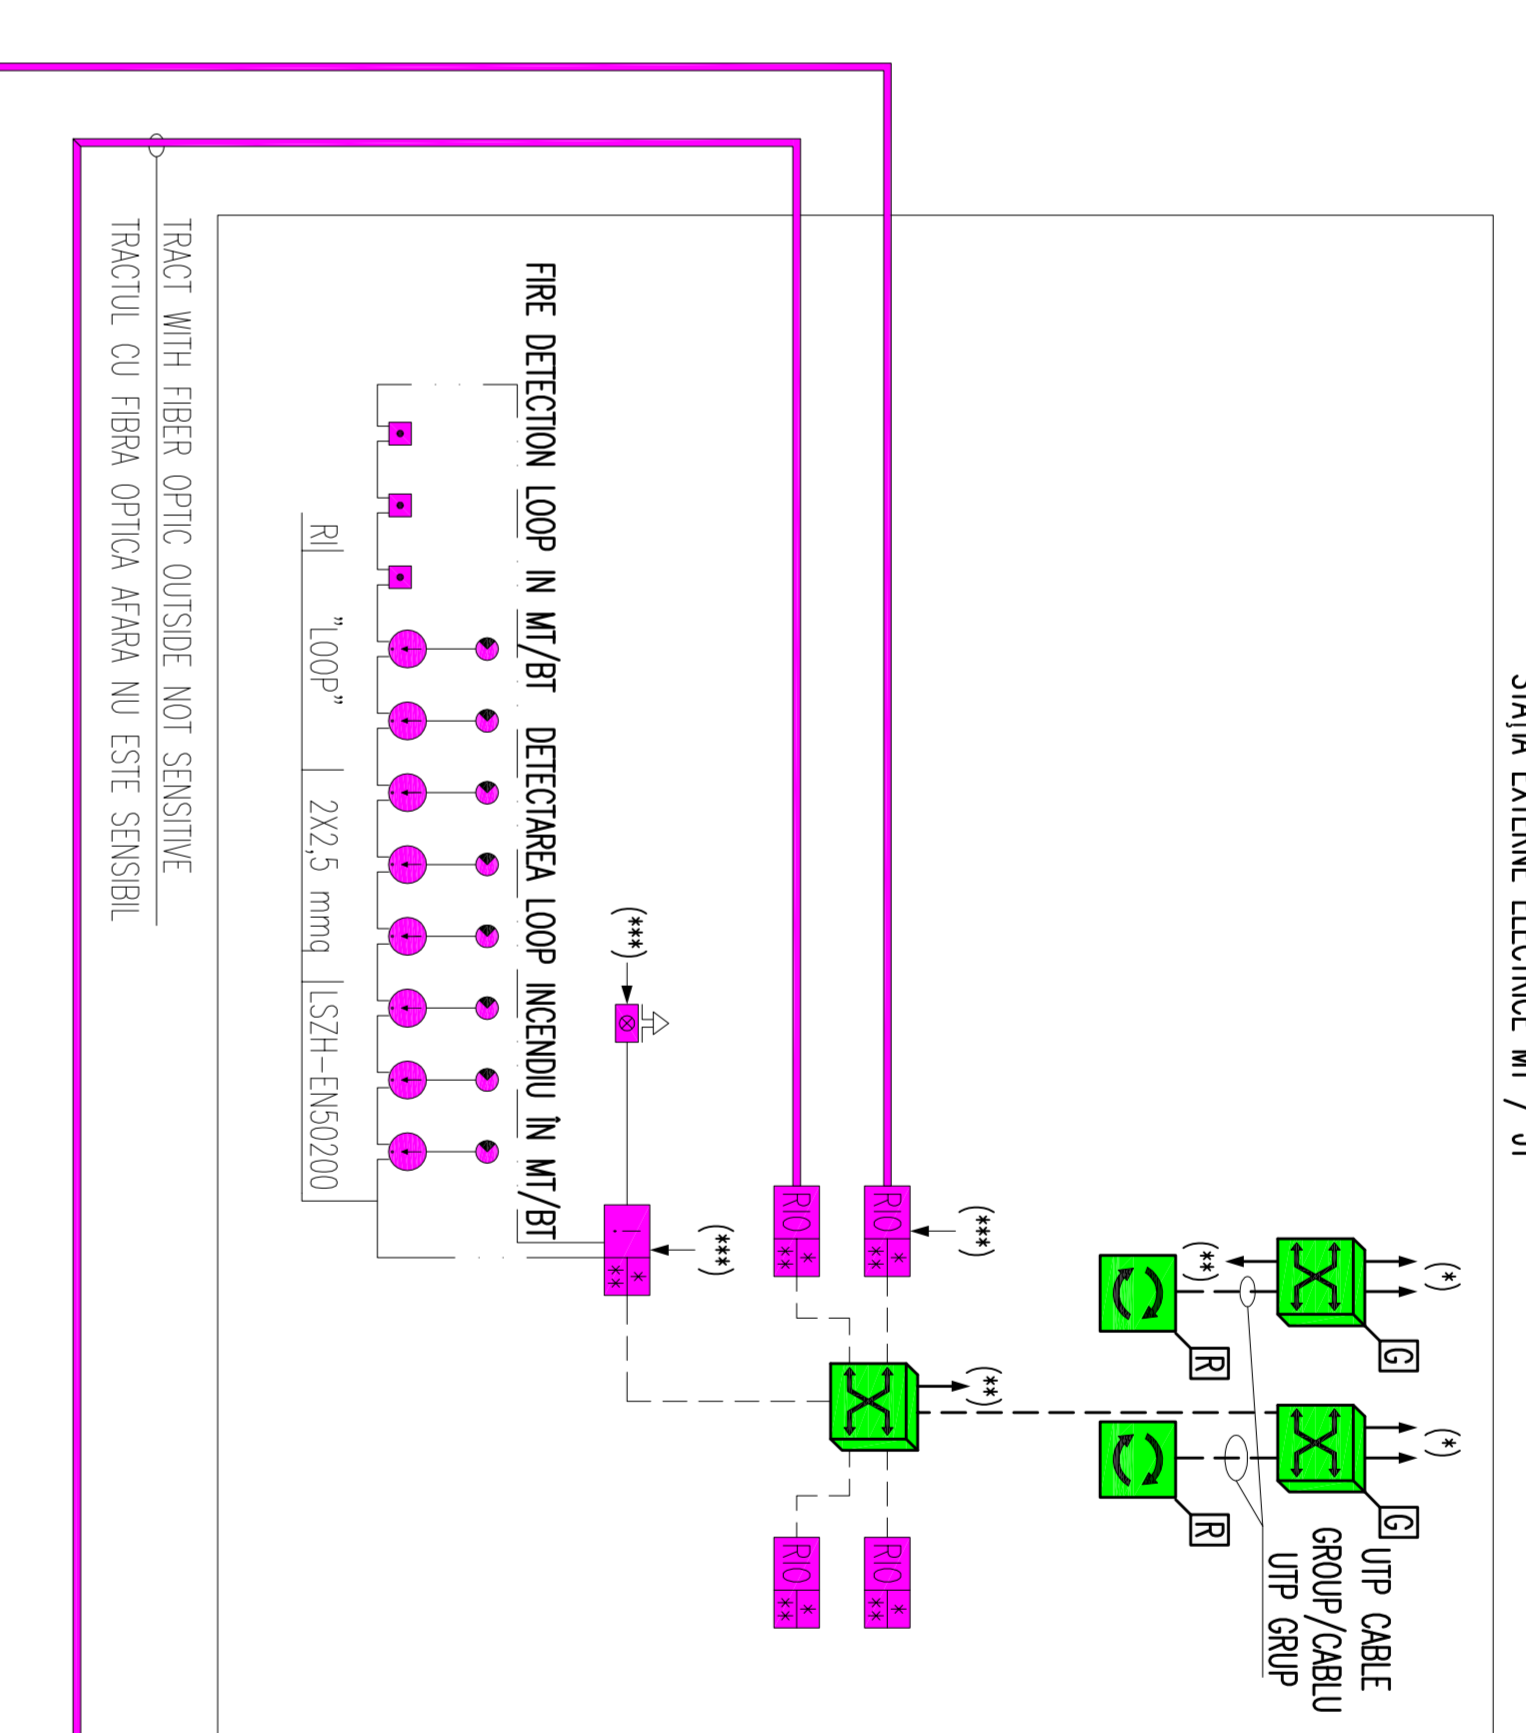 STAŢIA EXTERNE ELECTRICE MT /
(*)
(*)
G
G
UTP CABLE
GROUP/CABLU
UTP GRUP
(**)
R
R
(***)
(**)
RIO * **
RIO * **
RIO * **
RIO * **
(***)
(***)
! * **
FIRE DETECTION LOOP IN MT/BT DETECTAREA LOOP INCENDIU ÎN MT/BT
RI "LOOP" 2X2,5 mmq LSZH-EN50200
TRACT WITH FIBER OPTIC OUTSIDE NOT SENSITIVE
TRACTUL CU FIBRA OPTICA AFARA NU ESTE SENSIBIL